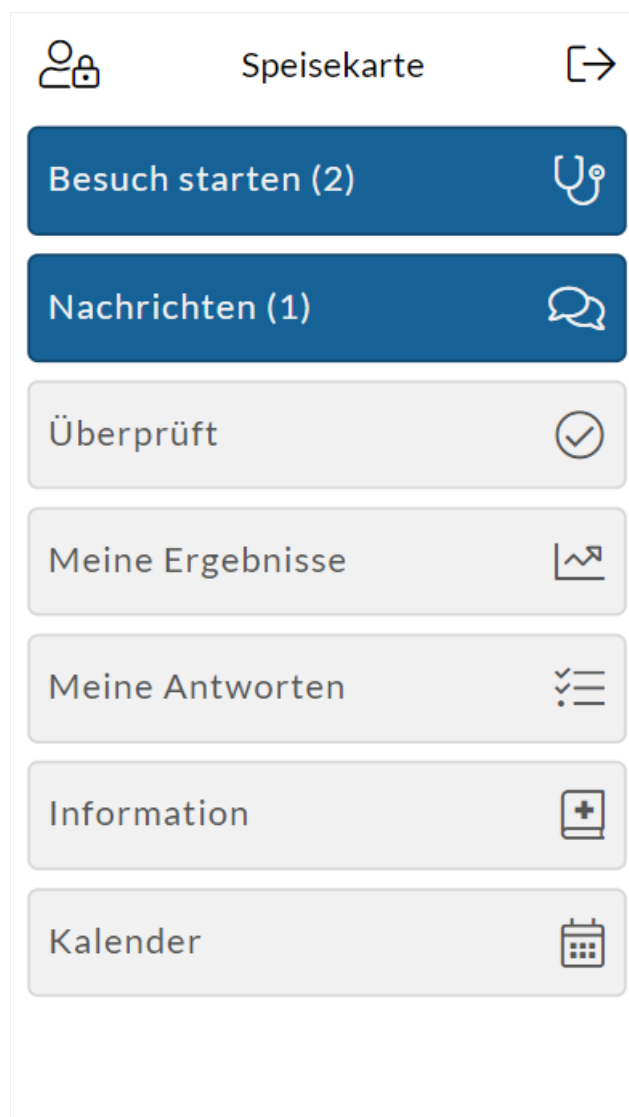 Speisekarte
Besuch starten (2)
Nachrichten (1)
Überprüft
Meine Ergebnisse
Meine Antworten
Information
Kalender